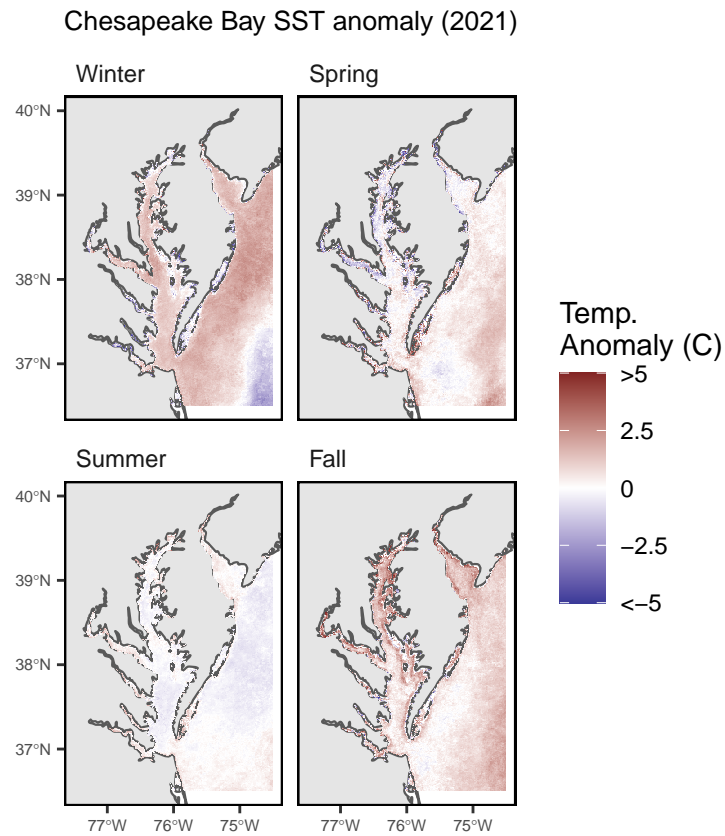 Chesapeake Bay SST anomaly (2021)
Winter
Spring
40°N
39°N
38°N
37°N
Temp.
Anomaly (C)
>5
2.5
0
−2.5
<−5
Summer
Fall
40°N
39°N
38°N
37°N
77°W 76°W 75°W 77°W 76°W 75°W